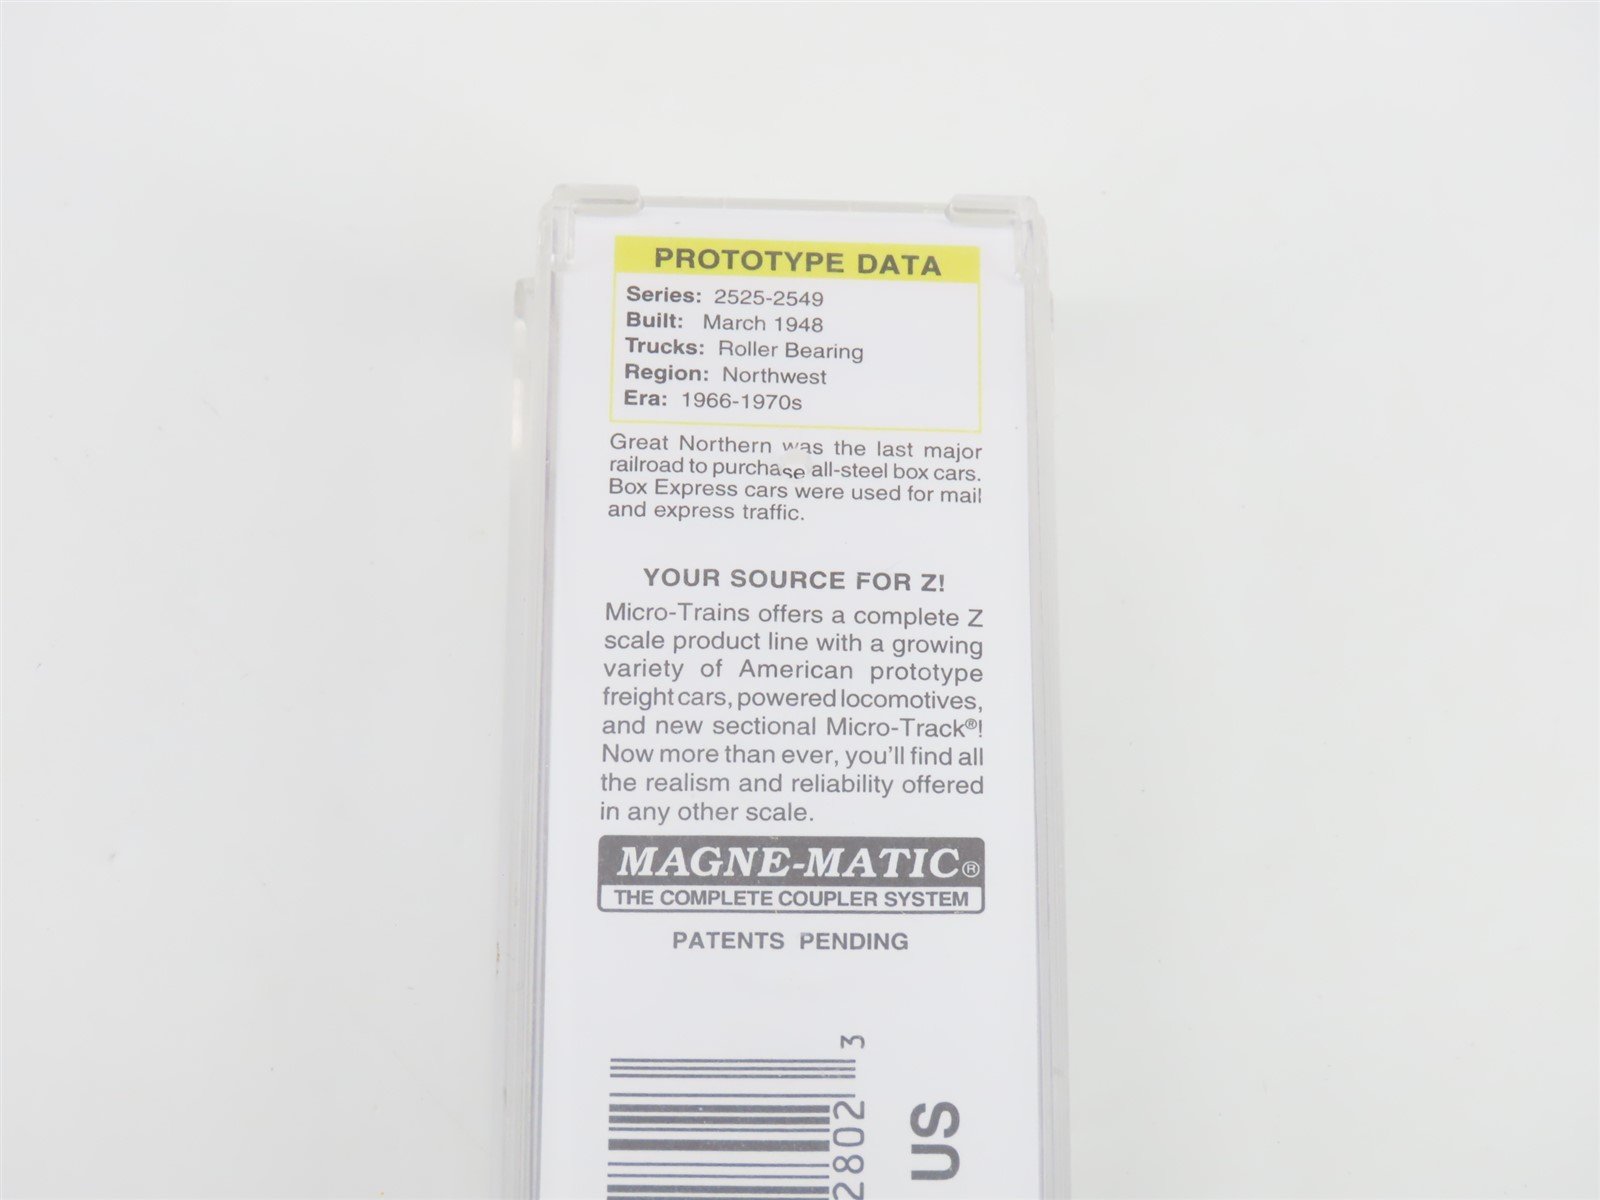 PROTOTYPE DATA
Series: 2525-2549
Built: March 1948
Trucks: Roller Bearing
Region: Northwest
Era: 1966-1970s
Great Northern was the last major
railroad to purchase all-steel box cars.
Box Express cars were used for mail
and express traffic.
YOUR SOURCE FOR Z!
Micro-Trains offers a complete Z
scale product line with a growing
variety of American prototype
freight cars, powered locomotives,
and new sectional Micro-Track®!
Now more than ever, you'll find all
the realism and reliability offered
in any other scale.
MAGNE-MATIC®
THE COMPLETE COUPLER SYSTEM
PATENTS PENDING
2802 3
US